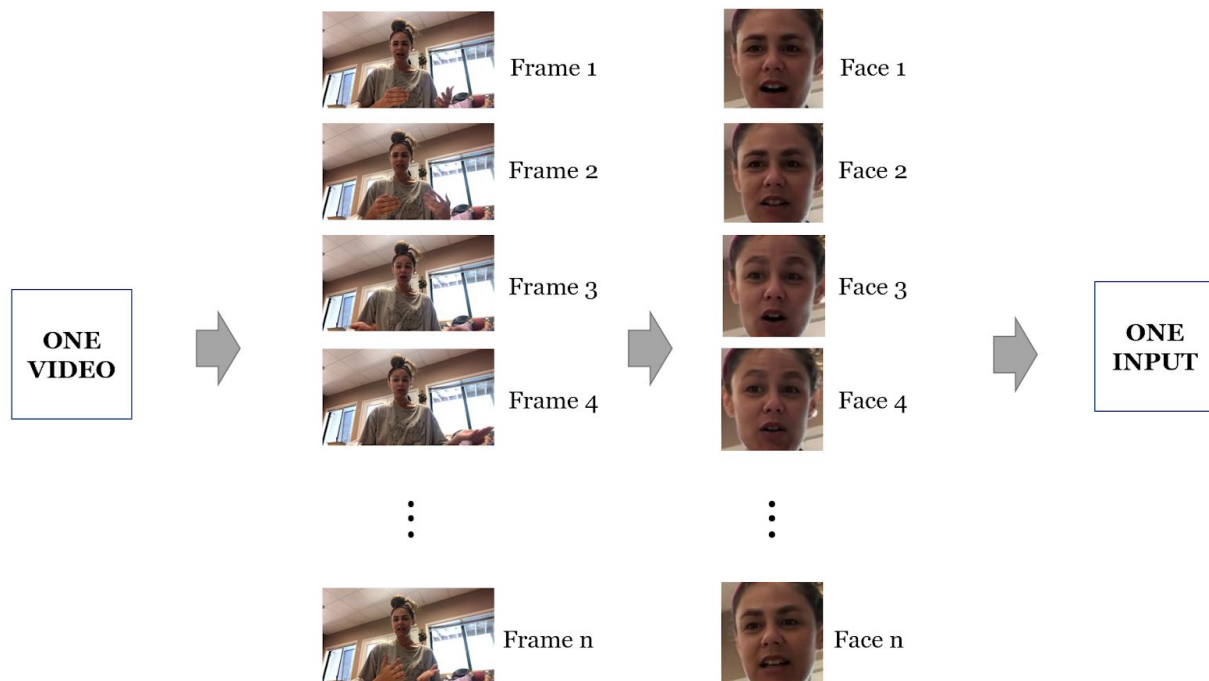 ONE
VIDEO
Frame 1
Frame 2
Frame 3
Frame 4
Frame n
Face 1
Face 2
Face 3
Face 4
Face n
ONE
INPUT